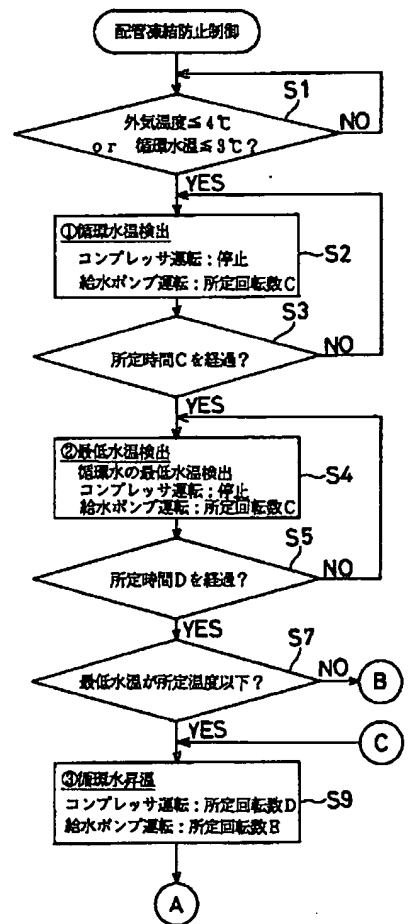 配管凍結防止制御
S1
外気温度≦4℃
or 循環水温≦3℃?
NO
YES
①循環水温検出
コンプレッサ運転:停止
給水ポンプ運転:所定回転数C
S2
S3
所定時間Cを経過?
NO
YES
②最低水温検出
循環水の最低水温検出
コンプレッサ運転:停止
給水ポンプ運転:所定回転数C
S4
S5
所定時間Dを経過?
NO
YES
S7
最低水温が所定温度以下?
NO
B
YES
C
③循環水昇温
コンプレッサ運転:所定回転数D
給水ポンプ運転:所定回転数E
S9
A